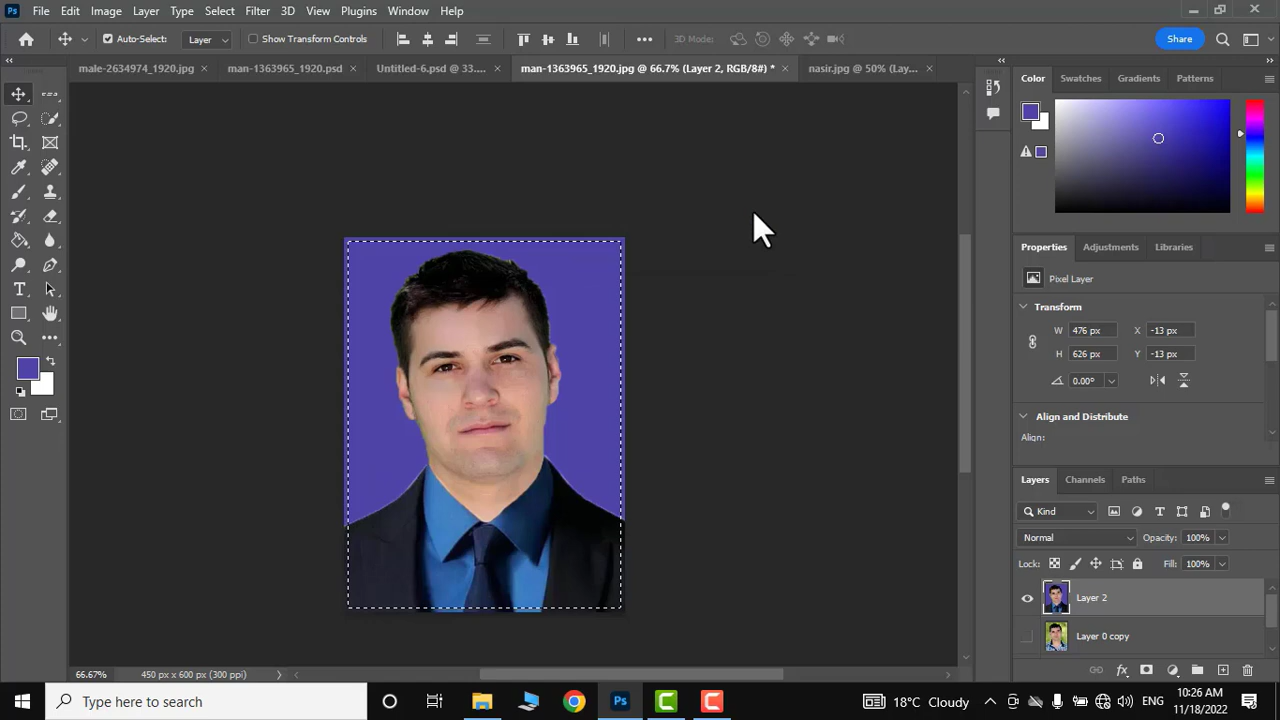 Ps File Edit Image Layer Type Select Filter 3D View Plugins Window Help
Auto-Select: Layer Show Transform Controls 3D Mode: Share
male-2634974_1920.jpg × man-1363965_1920.psd × Untitled-6.psd @ 33.... × man-1363965_1920.jpg @ 66.7% (Layer 2, RGB/8#) * × nasir.jpg @ 50% (Lay... ×
Color Swatches Gradients Patterns
Properties Adjustments Libraries
Pixel Layer
Transform
W 476 px X -13 px
H 626 px Y -13 px
0.00°
Align and Distribute
Align:
Layers Channels Paths
Kind
Normal Opacity: 100%
Lock: Fill: 100%
Layer 2
Layer 0 copy
66.67% 450 px x 600 px (300 ppi)
Type here to search
Ps
18°C Cloudy
10:26 AM
11/18/2022